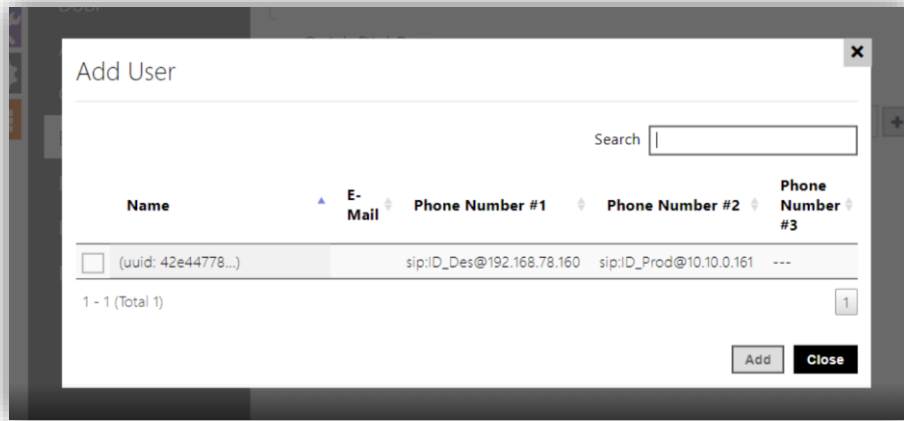 Add User
×
Search
Name
E-Mail
Phone Number #1
Phone Number #2
Phone Number #3
(uuid: 42e44778...)
sip:ID_Des@192.168.78.160
sip:ID_Prod@10.10.0.161
---
1 - 1 (Total 1)
1
Add
Close